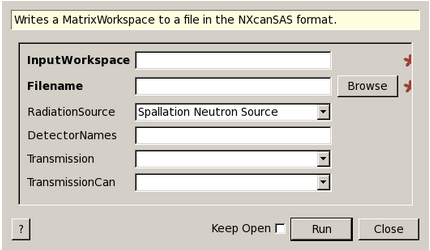 Writes a MatrixWorkspace to a file in the NXcanSAS format.
InputWorkspace *
Filename Browse *
RadiationSource Spallation Neutron Source
DetectorNames
Transmission
TransmissionCan
? Keep Open Run Close